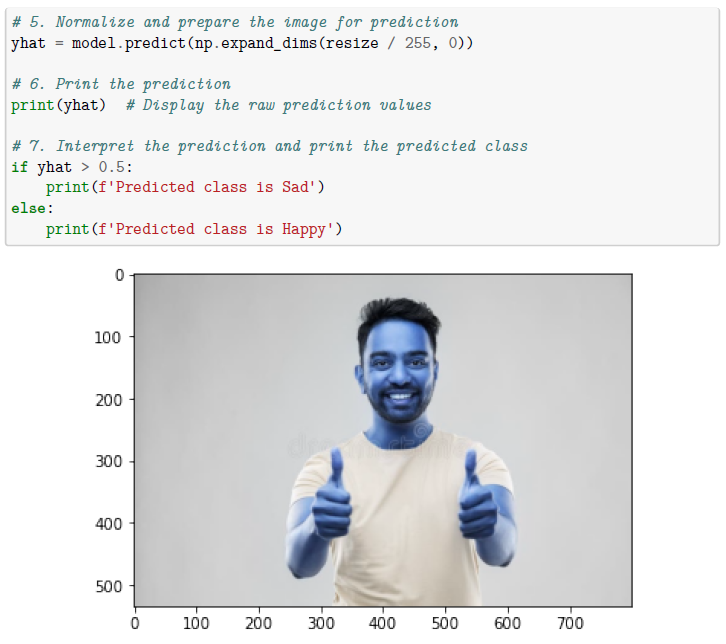 # 5. Normalize and prepare the image for prediction
yhat = model.predict(np.expand_dims(resize / 255, 0))
# 6. Print the prediction
print(yhat)  # Display the raw prediction values
# 7. Interpret the prediction and print the predicted class
if yhat > 0.5:
    print(f'Predicted class is Sad')
else:
    print(f'Predicted class is Happy')
0
100
200
300
400
500
0 100 200 300 400 500 600 700